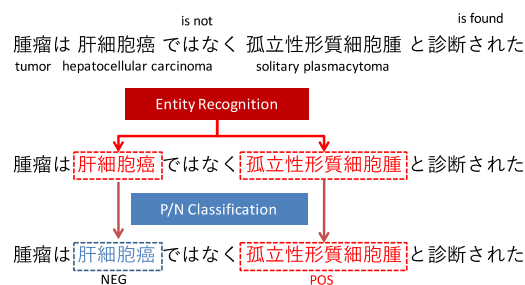 is not
is found
腫瘤は 肝細胞癌 ではなく 孤立性形質細胞腫 と診断された
tumor hepatocellular carcinoma solitary plasmacytoma
Entity Recognition
腫瘤は 肝細胞癌 ではなく 孤立性形質細胞腫 と診断された
P/N Classification
腫瘤は 肝細胞癌 ではなく 孤立性形質細胞腫 と診断された
NEG POS